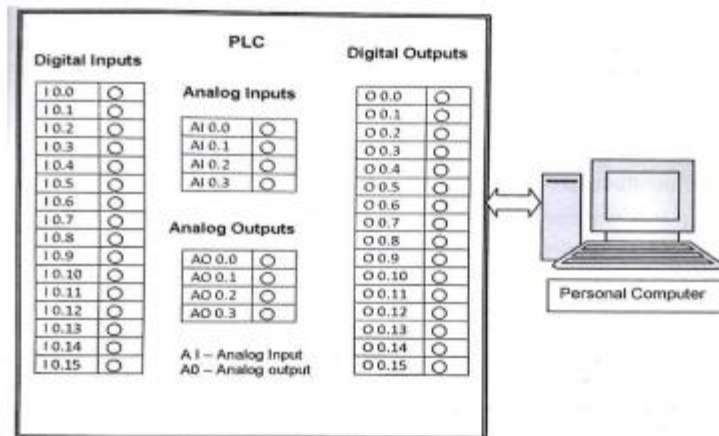 PLC
Digital Inputs
I 0.0
I 0.1
I 0.2
I 0.3
I 0.4
I 0.5
I 0.6
I 0.7
I 0.8
I 0.9
I 0.10
I 0.11
I 0.12
I 0.13
I 0.14
I 0.15
Analog Inputs
AI 0.0
AI 0.1
AI 0.2
AI 0.3
Analog Outputs
AO 0.0
AO 0.1
AO 0.2
AO 0.3
A I – Analog Input
A0 – Analog output
Digital Outputs
O 0.0
O 0.1
O 0.2
O 0.3
O 0.4
O 0.5
O 0.6
O 0.7
O 0.8
O 0.9
O 0.10
O 0.11
O 0.12
O 0.13
O 0.14
O 0.15
Personal Computer